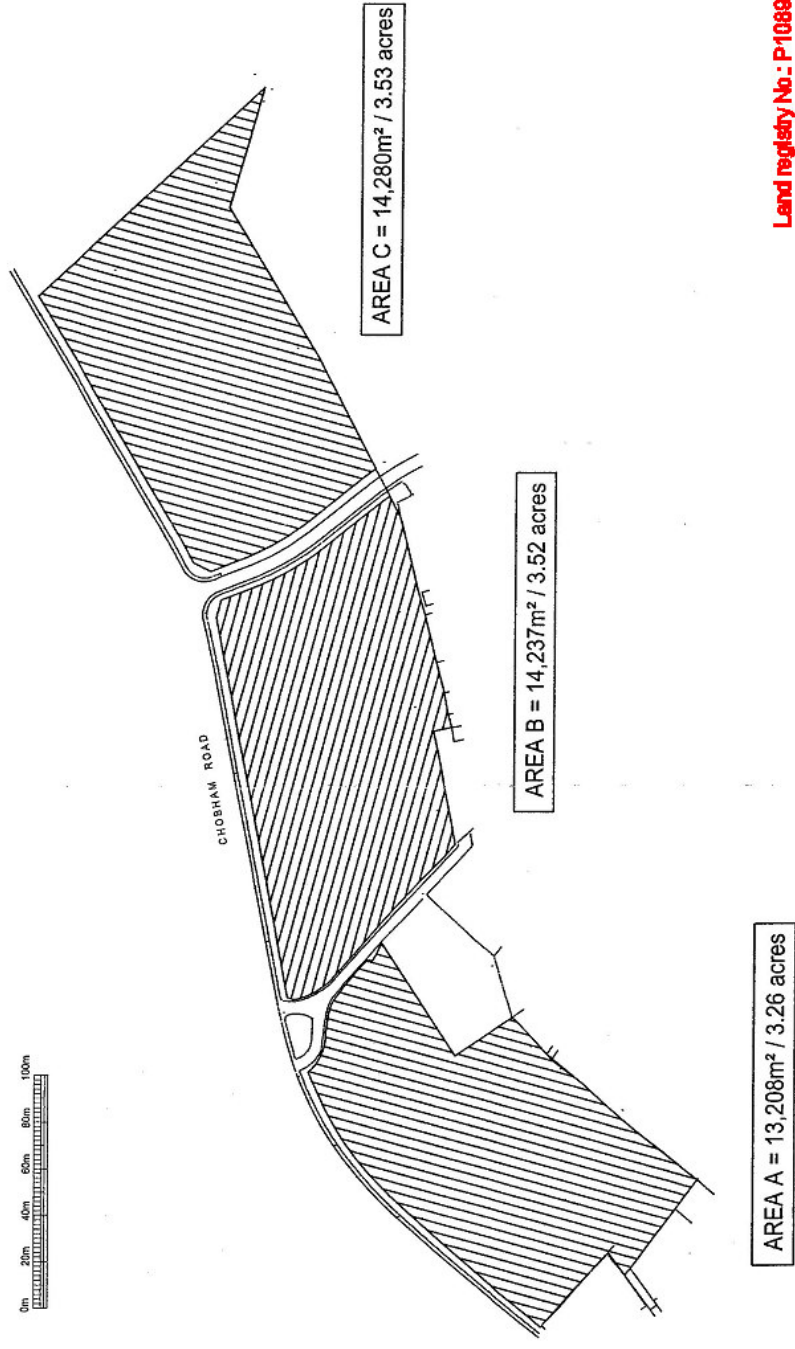 0m 20m 40m 60m 80m 100m
CHOBHAM ROAD
AREA C = 14,280m² / 3.53 acres
AREA B = 14,237m² / 3.52 acres
AREA A = 13,208m² / 3.26 acres
Land registry No.: P1089